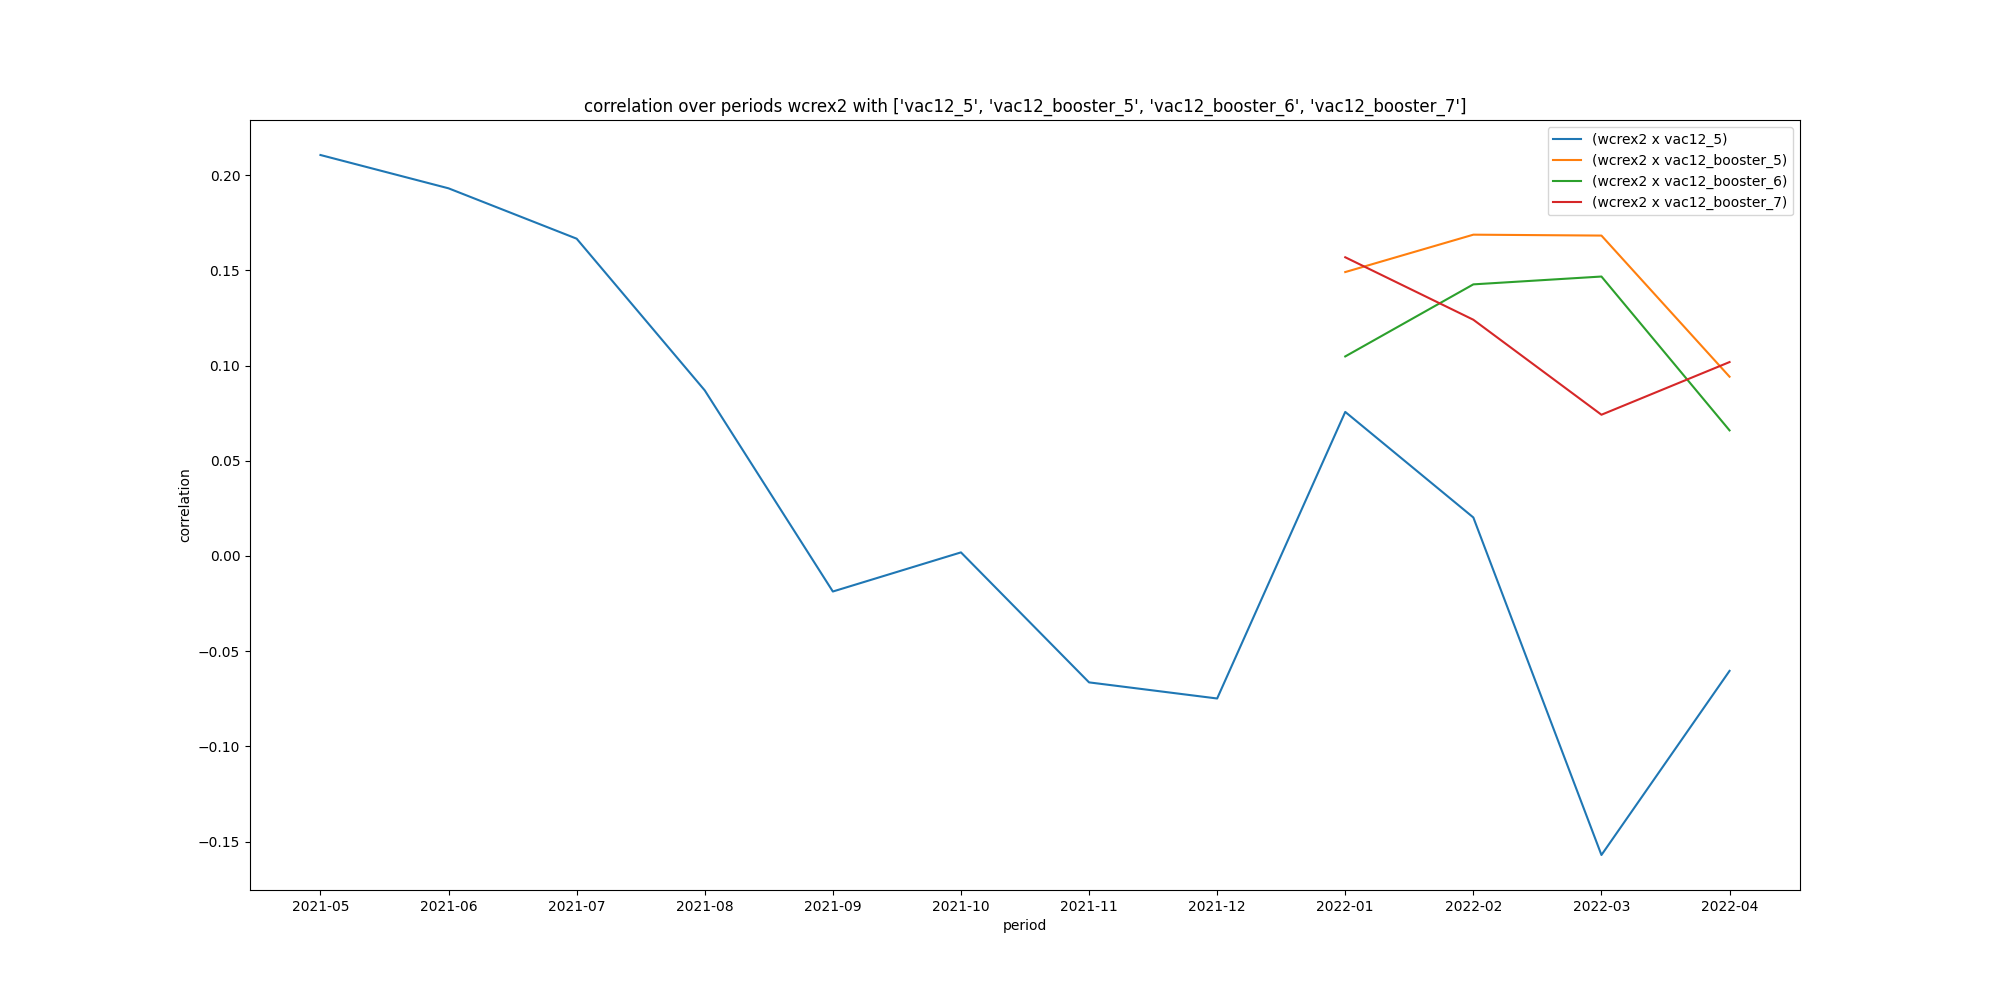 correlation over periods wcrex2 with ['vac12_5', 'vac12_booster_5', 'vac12_booster_6', 'vac12_booster_7']
(wcrex2 x vac12_5)
(wcrex2 x vac12_booster_5)
(wcrex2 x vac12_booster_6)
(wcrex2 x vac12_booster_7)
0.20
0.15
0.10
0.05
0.00
−0.05
−0.10
−0.15
correlation
2021-05 2021-06 2021-07 2021-08 2021-09 2021-10 2021-11 2021-12 2022-01 2022-02 2022-03 2022-04
period